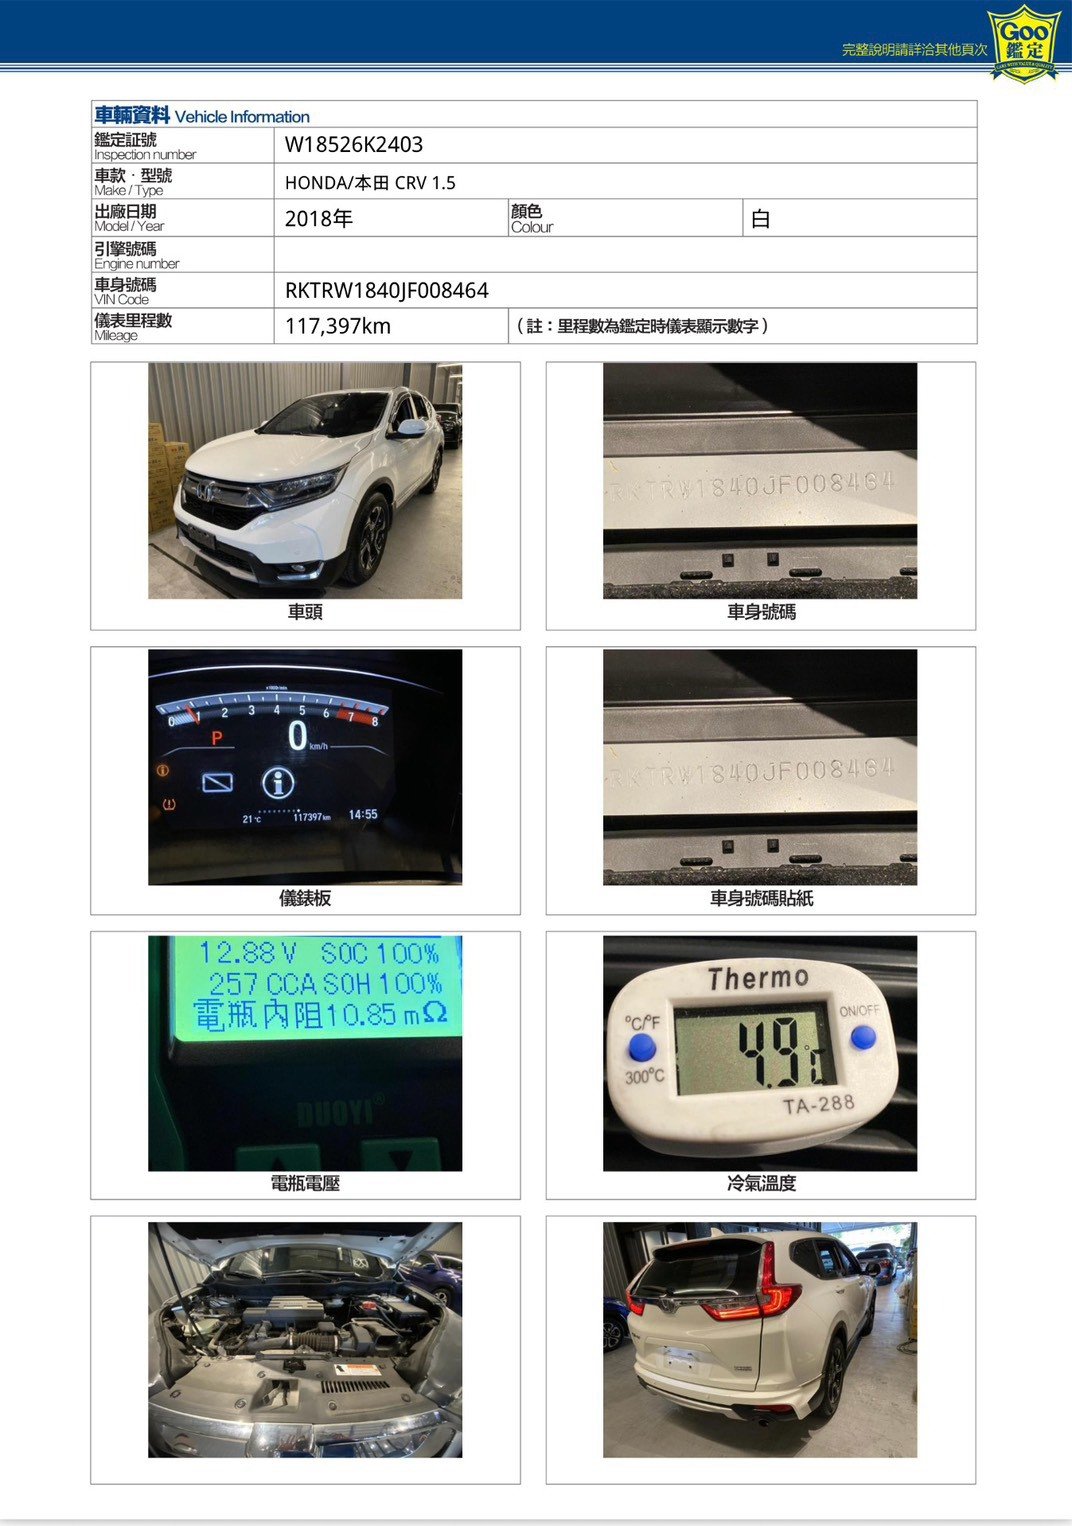 完整說明請詳洽其他頁次
Goo
鑑定
車輛資料 Vehicle Information
鑑定証號
Inspection number
W18526K2403
車款‧型號
Make / Type
HONDA/本田 CRV 1.5
出廠日期
Model / Year
2018年
顏色
Colour
白
引擎號碼
Engine number
車身號碼
VIN Code
RKTRW1840JF008464
儀表里程數
Mileage
117,397km
（註：里程數為鑑定時儀表顯示數字）
RKTRW1840JF008464
車頭
車身號碼
x1000r/min
0 1 2 3 4 5 6 7 8
P
0 km/h
21°C
117397km
14:55
RKTRW1840JF008464
儀錶板
車身號碼貼紙
12.88V SOC 100%
257 CCA SOH 100%
電瓶內阻10.85mΩ
DUOYI®
Thermo
°C/°F
ON/OFF
4.9°C
300°C
TA-288
電瓶電壓
冷氣溫度